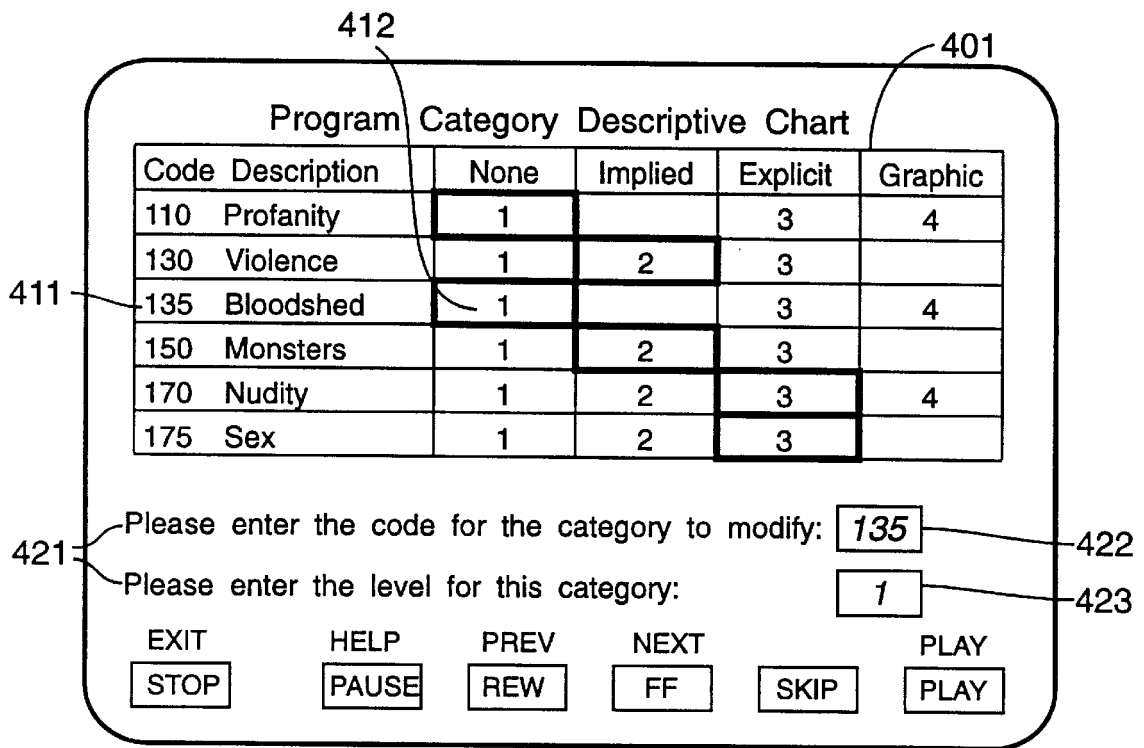 412
401
Program Category Descriptive Chart
Code Description None Implied Explicit Graphic
110 Profanity 1 3 4
130 Violence 1 2 3
411 135 Bloodshed 1 3 4
150 Monsters 1 2 3
170 Nudity 1 2 3 4
175 Sex 1 2 3
Please enter the code for the category to modify: 135 422
421
Please enter the level for this category: 1 423
EXIT HELP PREV NEXT PLAY
STOP PAUSE REW FF SKIP PLAY